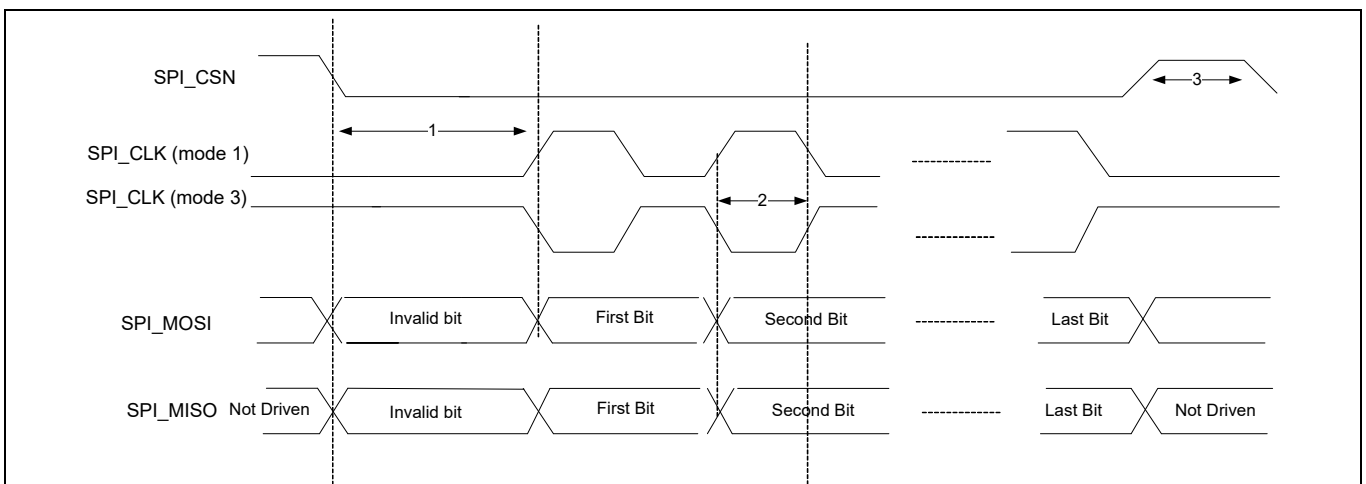 SPI_CSN
3
1
SPI_CLK (mode 1)
SPI_CLK (mode 3)
2
SPI_MOSI
Invalid bit
First Bit
Second Bit
Last Bit
SPI_MISO
Not Driven
Invalid bit
First Bit
Second Bit
Last Bit
Not Driven